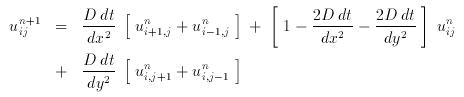 u_{ij}^{n+1} = \frac{D\,dt}{dx^2} [ u_{i+1,j}^n + u_{i-1,j}^n ] + [ 1 - \frac{2D\,dt}{dx^2} - \frac{2D\,dt}{dy^2} ] u_{ij}^n
+ \frac{D\,dt}{dy^2} [ u_{i,j+1}^n + u_{i,j-1}^n ]